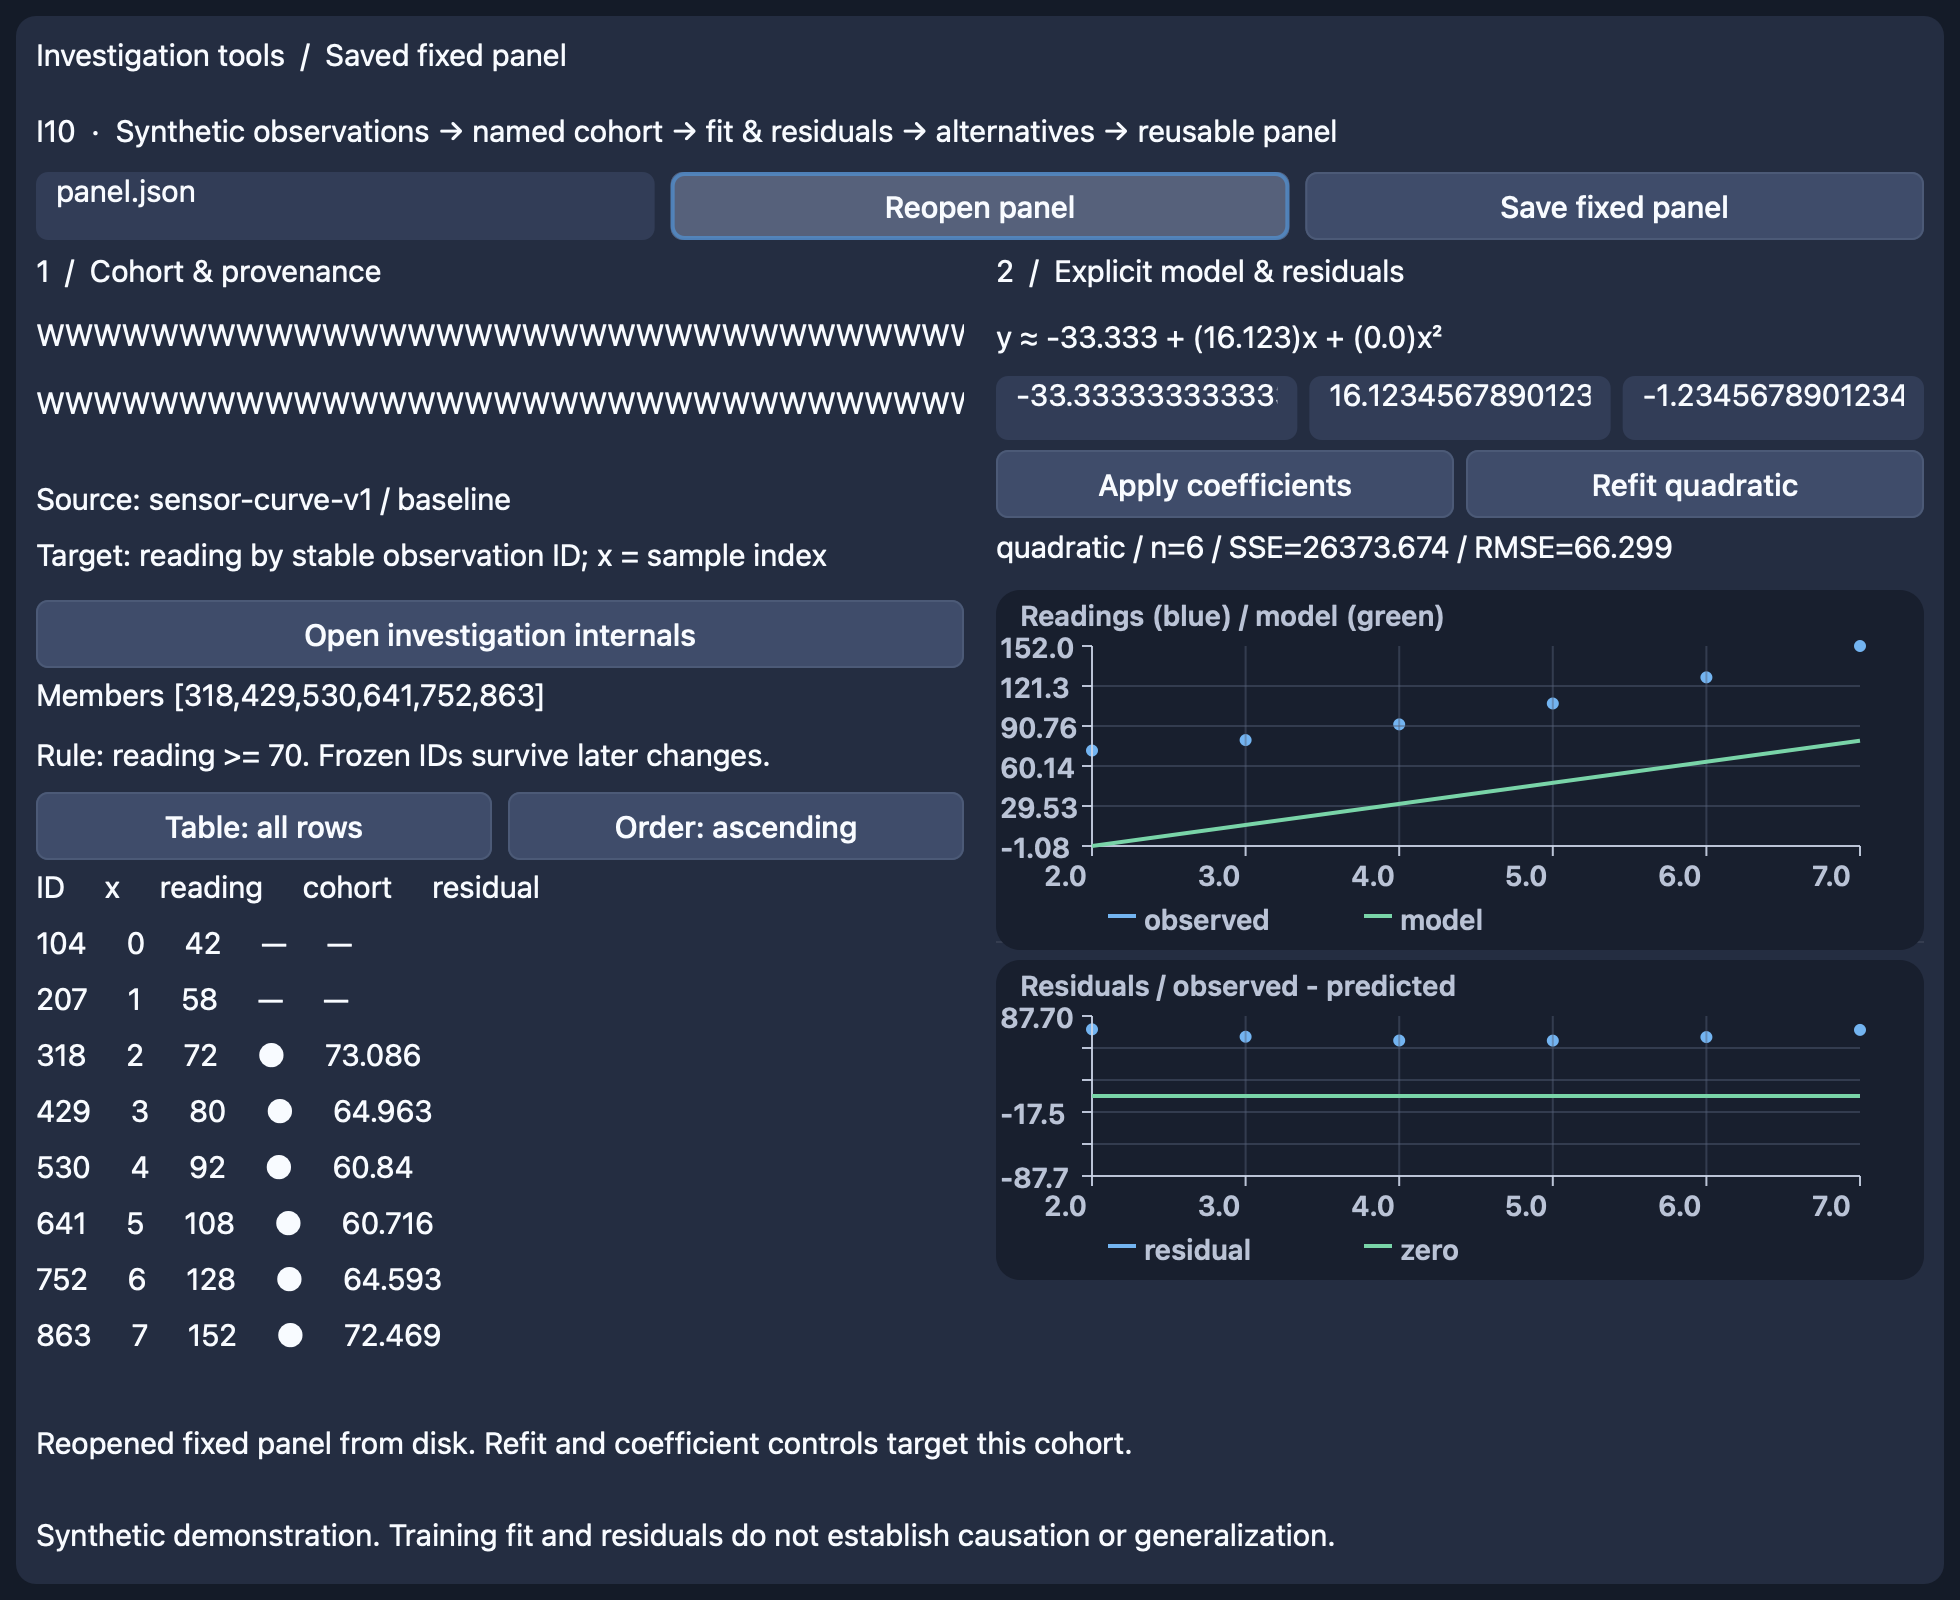 Investigation tools / Saved fixed panel
I10 · Synthetic observations → named cohort → fit & residuals → alternatives → reusable panel
panel.json
Reopen panel
Save fixed panel
1 / Cohort & provenance
WWWWWWWWWWWWWWWWWWWWWWWWWWWWWWWWW
WWWWWWWWWWWWWWWWWWWWWWWWWWWWWWWWW
Source: sensor-curve-v1 / baseline
Target: reading by stable observation ID; x = sample index
Open investigation internals
Members [318,429,530,641,752,863]
Rule: reading >= 70. Frozen IDs survive later changes.
Table: all rows
Order: ascending
ID x reading cohort residual
104 0 42 — —
207 1 58 — —
318 2 72 ● 73.086
429 3 80 ● 64.963
530 4 92 ● 60.84
641 5 108 ● 60.716
752 6 128 ● 64.593
863 7 152 ● 72.469
2 / Explicit model & residuals
y ≈ -33.333 + (16.123)x + (0.0)x²
-33.33333333333
16.1234567890123
-1.2345678901234
Apply coefficients
Refit quadratic
quadratic / n=6 / SSE=26373.674 / RMSE=66.299
Readings (blue) / model (green)
152.0
121.3
90.76
60.14
29.53
-1.08
2.0 3.0 4.0 5.0 6.0 7.0
observed model
Residuals / observed - predicted
87.70
-17.5
-87.7
2.0 3.0 4.0 5.0 6.0 7.0
residual zero
Reopened fixed panel from disk. Refit and coefficient controls target this cohort.
Synthetic demonstration. Training fit and residuals do not establish causation or generalization.